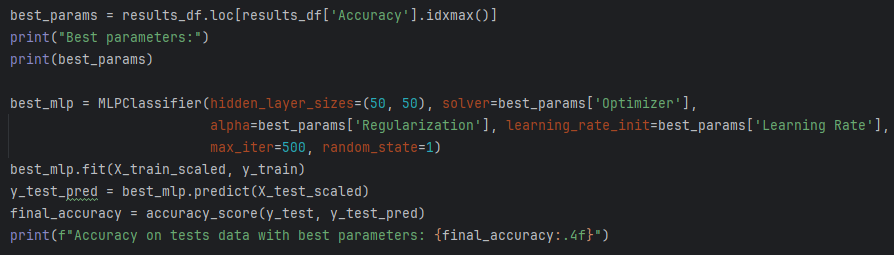 best_params = results_df.loc[results_df['Accuracy'].idxmax()]
print("Best parameters:")
print(best_params)
best_mlp = MLPClassifier(hidden_layer_sizes=(50, 50), solver=best_params['Optimizer'],
alpha=best_params['Regularization'], learning_rate_init=best_params['Learning Rate'],
max_iter=500, random_state=1)
best_mlp.fit(X_train_scaled, y_train)
y_test_pred = best_mlp.predict(X_test_scaled)
final_accuracy = accuracy_score(y_test, y_test_pred)
print(f"Accuracy on tests data with best parameters: {final_accuracy:.4f}")